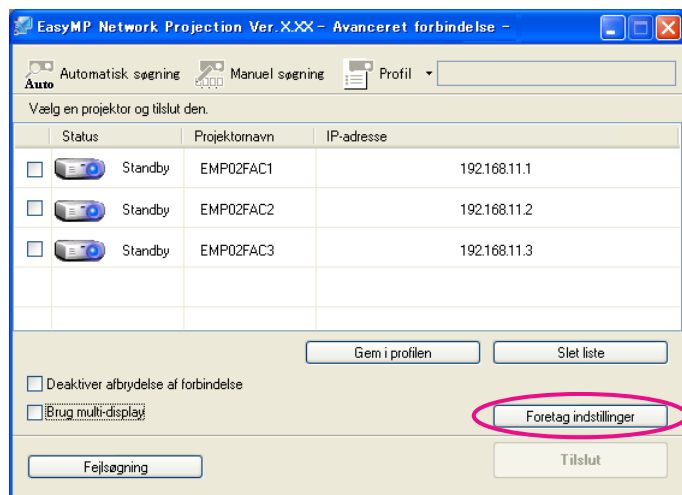 EasyMP Network Projection Ver.X.XX - Avanceret forbindelse -
Auto Automatisk søgning Manuel søgning Profil
Vælg en projektor og tilslut den.
Status Projektornavn IP-adresse
Standby EMP02FAC1 192.168.11.1
Standby EMP02FAC2 192.168.11.2
Standby EMP02FAC3 192.168.11.3
Gem i profilen Slet liste
Deaktiver afbrydelse af forbindelse
Brug multi-display
Foretag indstillinger
Fejlsøgning Tilslut